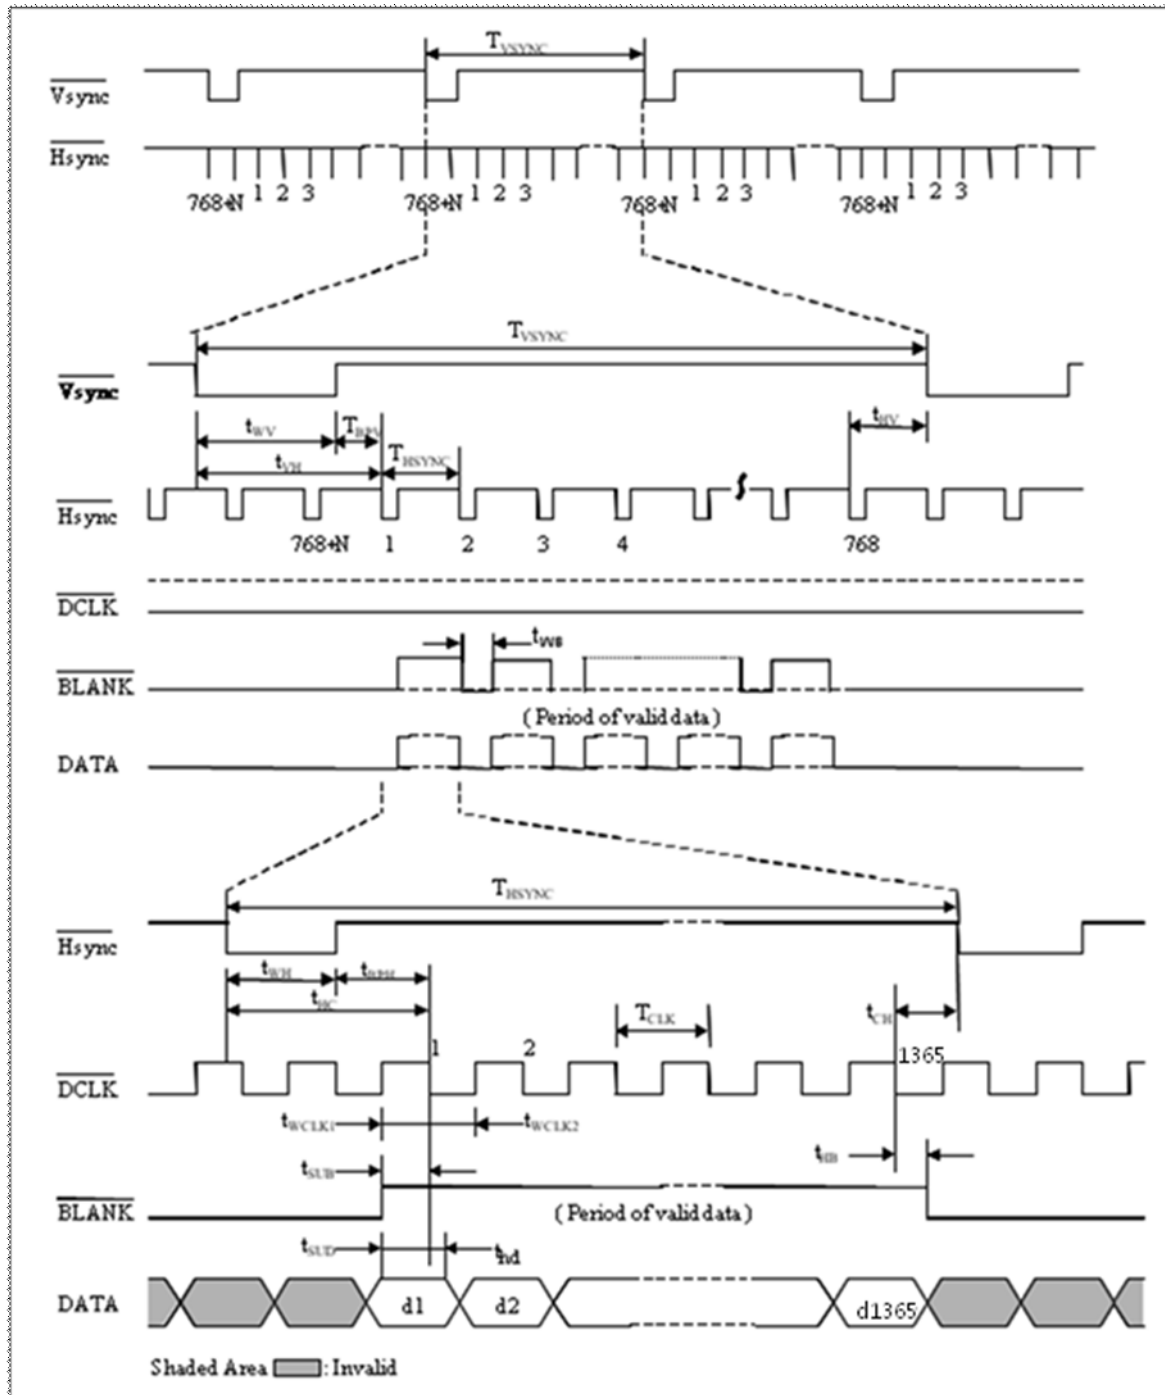 TVSYNC
Vsync
Hsync
768+N 1 2 3 768+N 1 2 3 768+N 1 2 3 768+N 1 2 3
TVSYNC
Vsync
tWV TBPV tHV
tVH THSYNC
Hsync
768+N 1 2 3 4 768
DCLK
tWB
BLANK
( Period of valid data )
DATA
THSYNC
Hsync
tWH tBPH
tHC TCLK tCH
1 2 1365
DCLK
tWCLK1 tWCLK2
tHB
tSUB
BLANK ( Period of valid data )
tSUD thd
DATA d1 d2 d1365
Shaded Area : Invalid